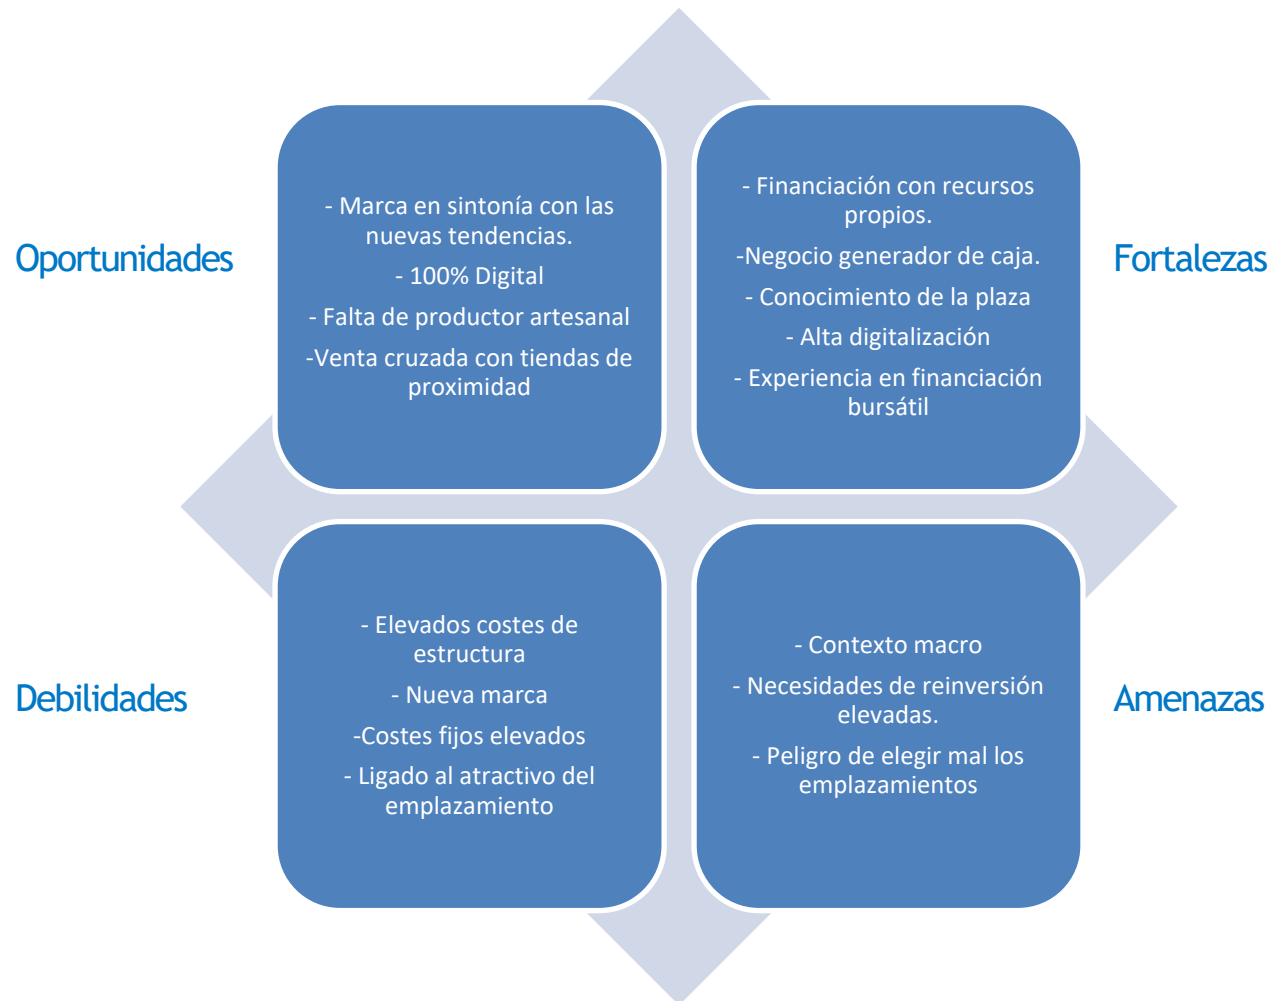 Oportunidades
- Marca en sintonía con las
nuevas tendencias.
- 100% Digital
- Falta de productor artesanal
-Venta cruzada con tiendas de
proximidad
Fortalezas
- Financiación con recursos
propios.
-Negocio generador de caja.
- Conocimiento de la plaza
- Alta digitalización
- Experiencia en financiación
bursátil
Debilidades
- Elevados costes de
estructura
- Nueva marca
-Costes fijos elevados
- Ligado al atractivo del
emplazamiento
Amenazas
- Contexto macro
- Necesidades de reinversión
elevadas.
- Peligro de elegir mal los
emplazamientos